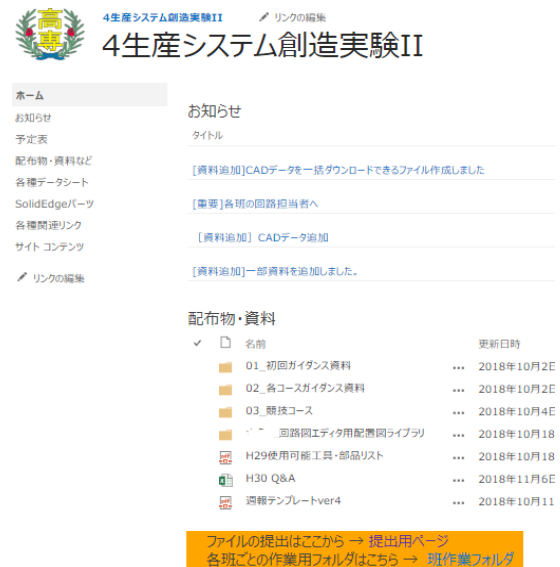 高専
4生産システム創造実験II
リンクの編集
4生産システム創造実験II
ホーム
お知らせ
予定表
配布物・資料など
各種データシート
SolidEdgeパーツ
各種関連リンク
サイト コンテンツ
リンクの編集
お知らせ
タイトル
[資料追加]CADデータを一括ダウンロードできるファイル作成しました
[重要]各班の回路担当者へ
［資料追加］CADデータ追加
[資料追加]一部資料を追加しました。
配布物・資料
名前 更新日時
01_初回ガイダンス資料 ... 2018年10月2日
02_各コースガイダンス資料 ... 2018年10月2日
03_競技コース ... 2018年10月4日
回路図エディタ用配置図ライブラリ ... 2018年10月18
H29使用可能工具・部品リスト ... 2018年10月18
H30 Q&A ... 2018年11月6日
週報テンプレートver4 ... 2018年10月11
ファイルの提出はここから → 提出用ページ
各班ごとの作業用フォルダはこちら → 班作業フォルダ